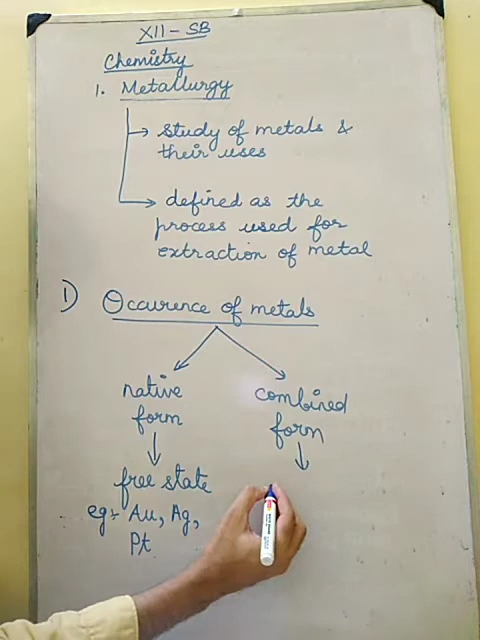 XII - SB
Chemistry
1. Metallurgy
→ study of metals &
their uses
→ defined as the
process used for
extraction of metal
1) Occurence of metals
native form
combined form
free state
eg:- Au, Ag,
Pt